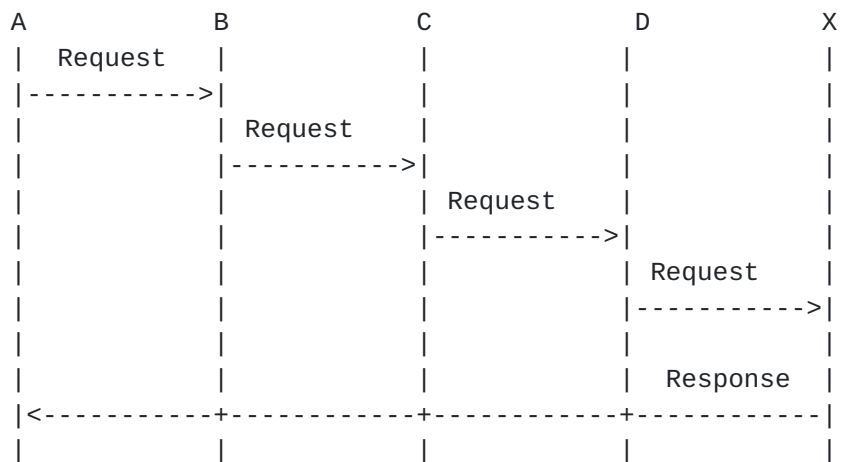 A B C D X
Request
Request
Request
Request
Response